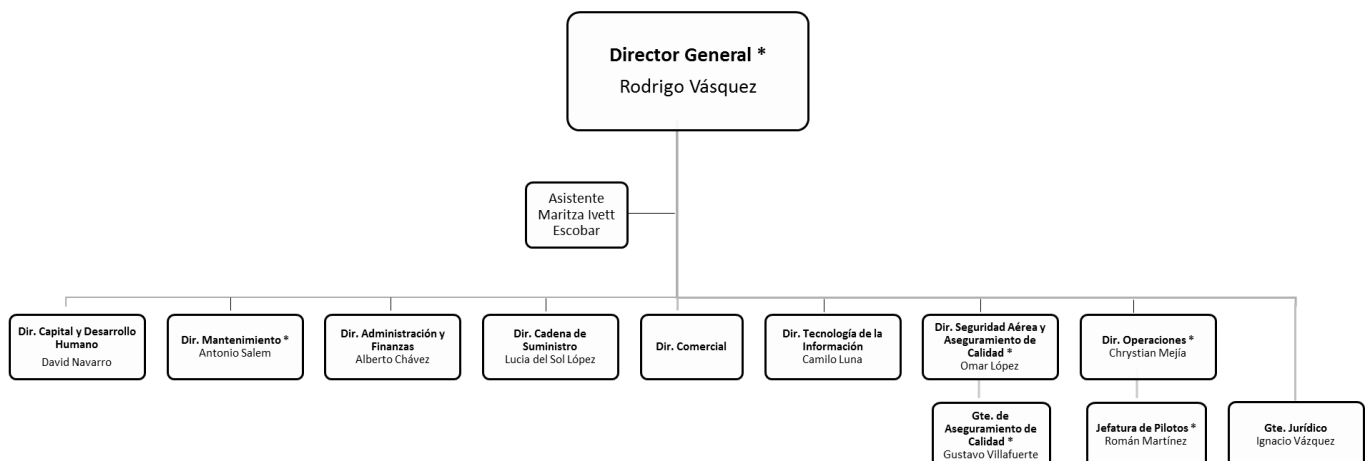 Director General *
Rodrigo Vásquez
Asistente
Maritza Ivett
Escobar
Dir. Capital y Desarrollo
Humano
David Navarro
Dir. Mantenimiento *
Antonio Salem
Dir. Administración y
Finanzas
Alberto Chávez
Dir. Cadena de
Suministro
Lucia del Sol López
Dir. Comercial
Dir. Tecnología de la
Información
Camilo Luna
Dir. Seguridad Aérea y
Aseguramiento de
Calidad *
Omar López
Dir. Operaciones *
Chrystian Mejía
Gte. de
Aseguramiento de
Calidad *
Gustavo Villafuerte
Jefatura de Pilotos *
Román Martínez
Gte. Jurídico
Ignacio Vázquez